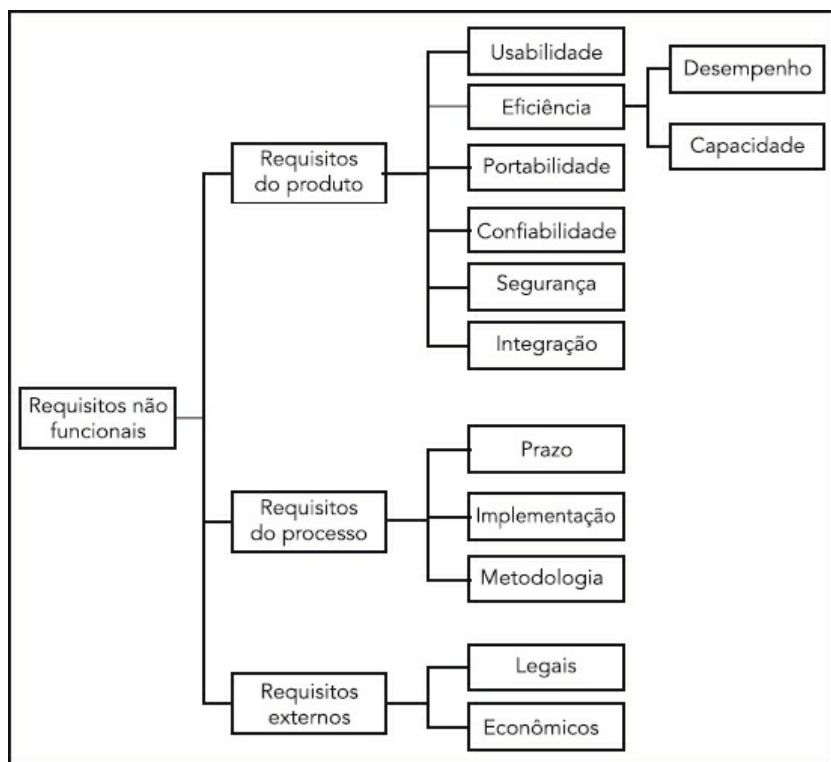 Usabilidade
Desempenho
Eficiência
Capacidade
Requisitos
do produto
Portabilidade
Confiabilidade
Segurança
Integração
Requisitos não
funcionais
Prazo
Requisitos
do processo
Implementação
Metodologia
Legais
Requisitos
externos
Econômicos